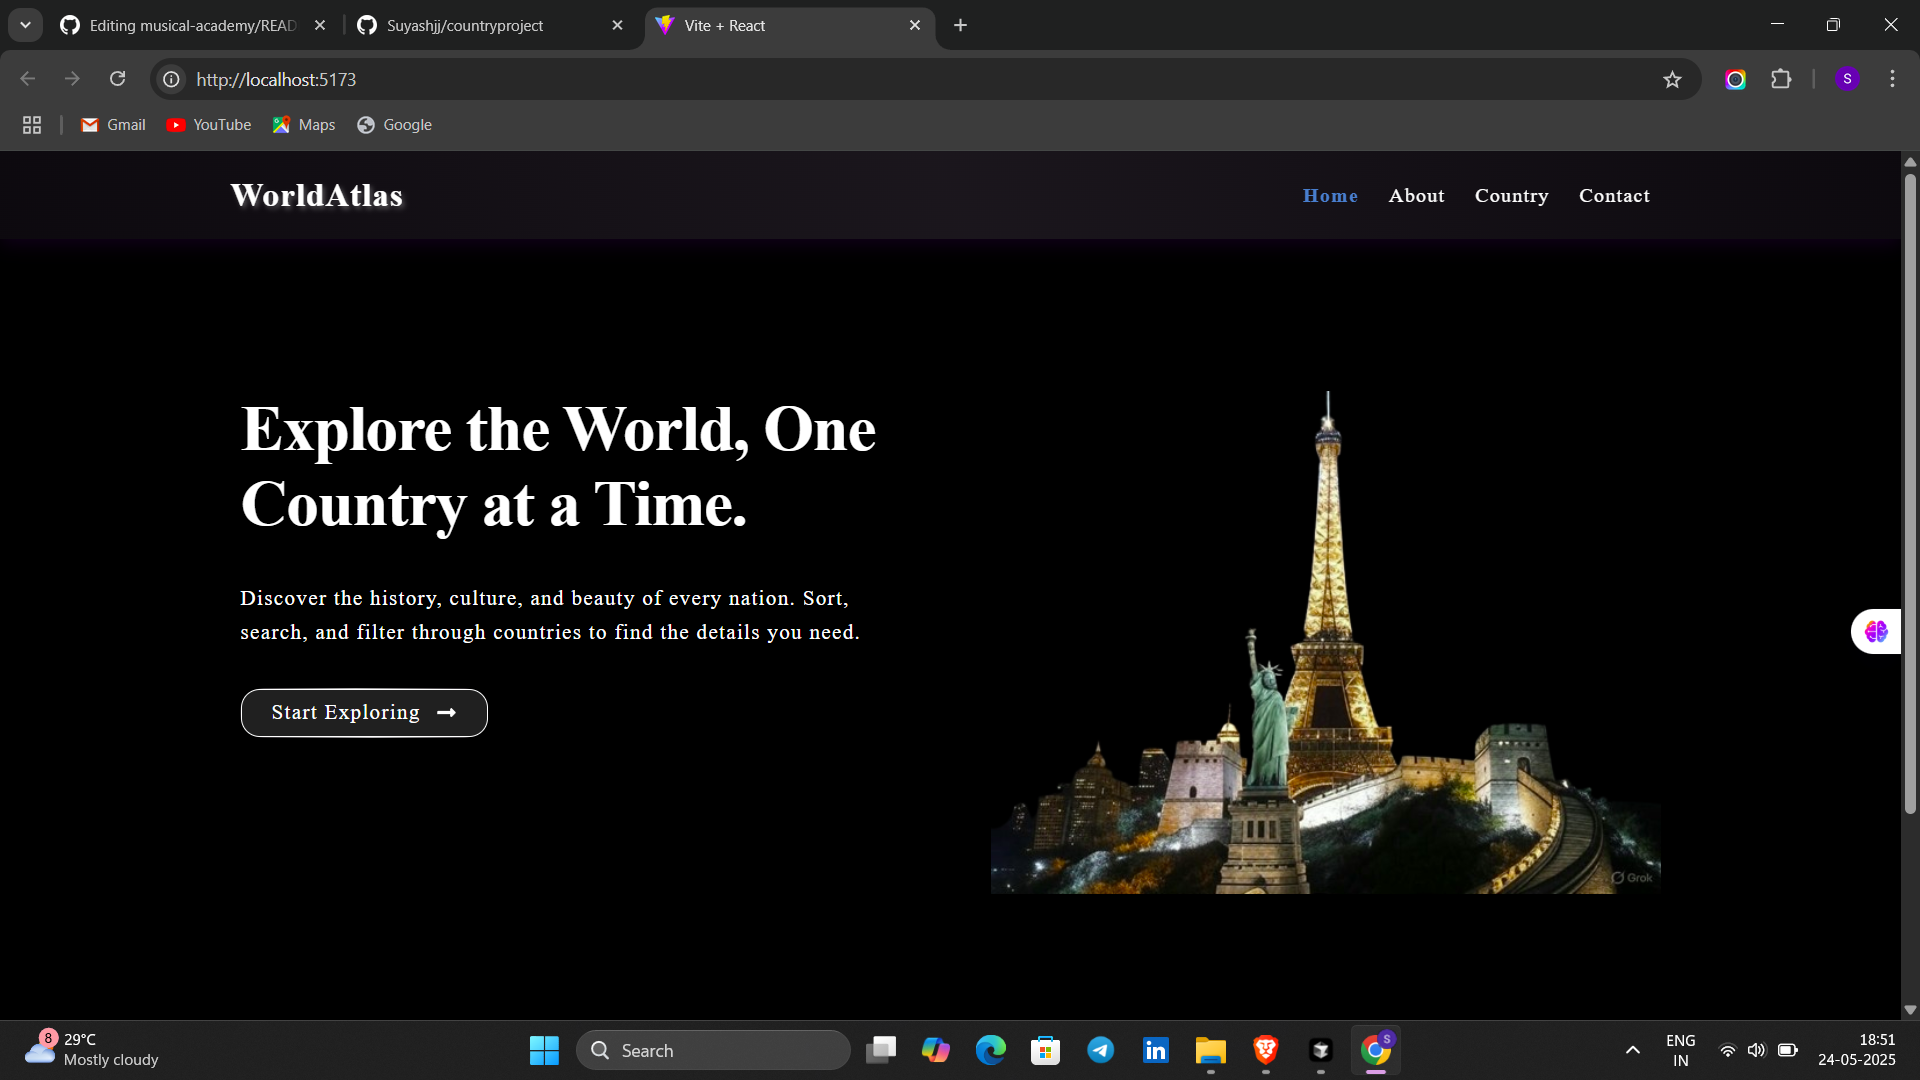 Editing musical-academy/READ
Suyashjj/countryproject
Vite + React
http://localhost:5173
S
Gmail
YouTube
Maps
Google
WorldAtlas
Home
About
Country
Contact
Explore the World, One
Country at a Time.
Discover the history, culture, and beauty of every nation. Sort,
search, and filter through countries to find the details you need.
Start Exploring
Grok
8
29°C
Mostly cloudy
Search
in
S
ENG
IN
18:51
24-05-2025